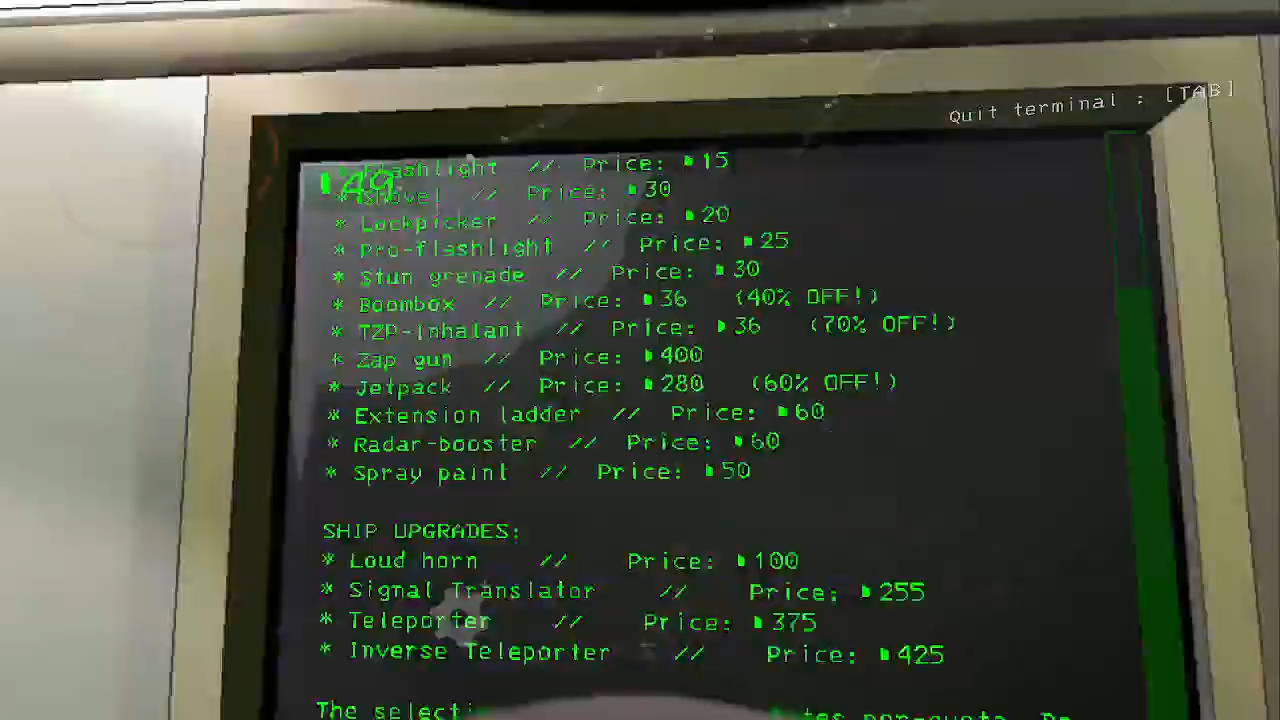 Quit terminal : [TAB]
49
* Flashlight // Price: 15
* Shovel // Price: 30
* Lockpicker // Price: 20
* Pro-flashlight // Price: 25
* Stun grenade // Price: 30
* Boombox // Price: 36 (40% OFF!)
* TZP-Inhalant // Price: 36 (70% OFF!)
* Zap gun // Price: 400
* Jetpack // Price: 280 (60% OFF!)
* Extension ladder // Price: 60
* Radar-booster // Price: 60
* Spray paint // Price: 50
SHIP UPGRADES:
* Loud horn // Price: 100
* Signal Translator // Price: 255
* Teleporter // Price: 375
* Inverse Teleporter // Price: 425
The per-quota.